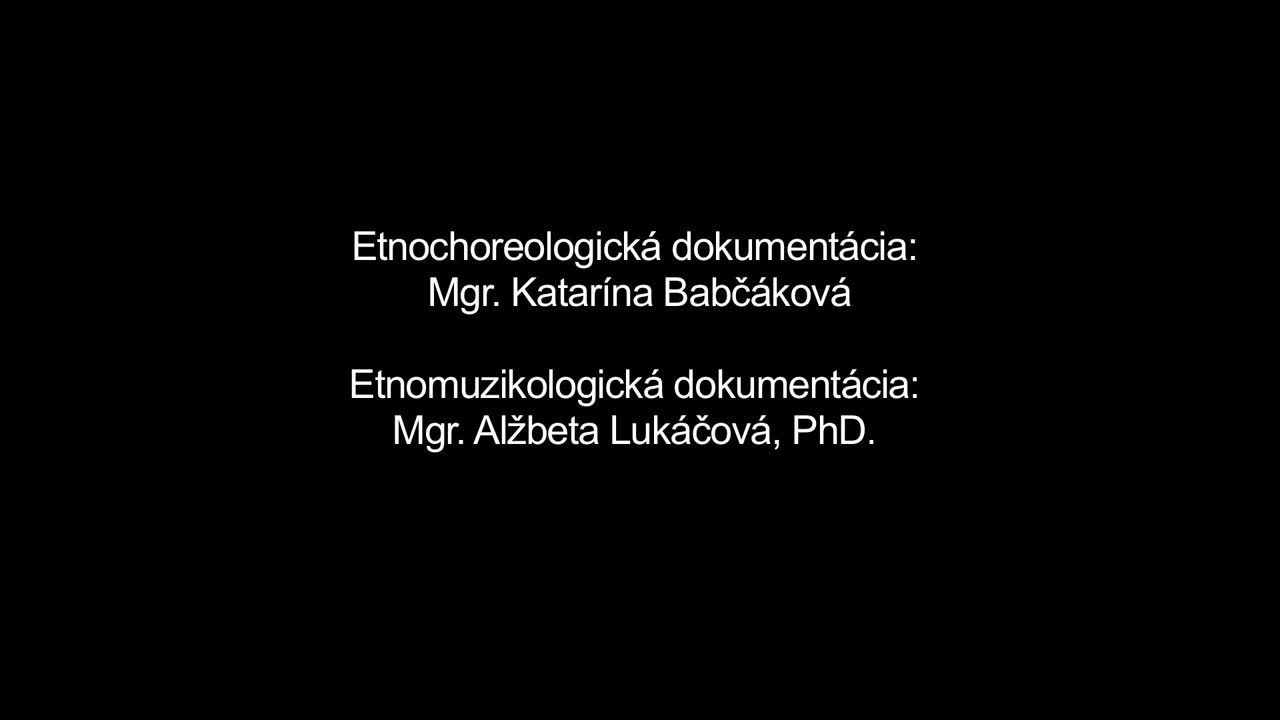 Etnochoreologická dokumentácia:
Mgr. Katarína Babčáková
Etnomuzikologická dokumentácia:
Mgr. Alžbeta Lukáčová, PhD.